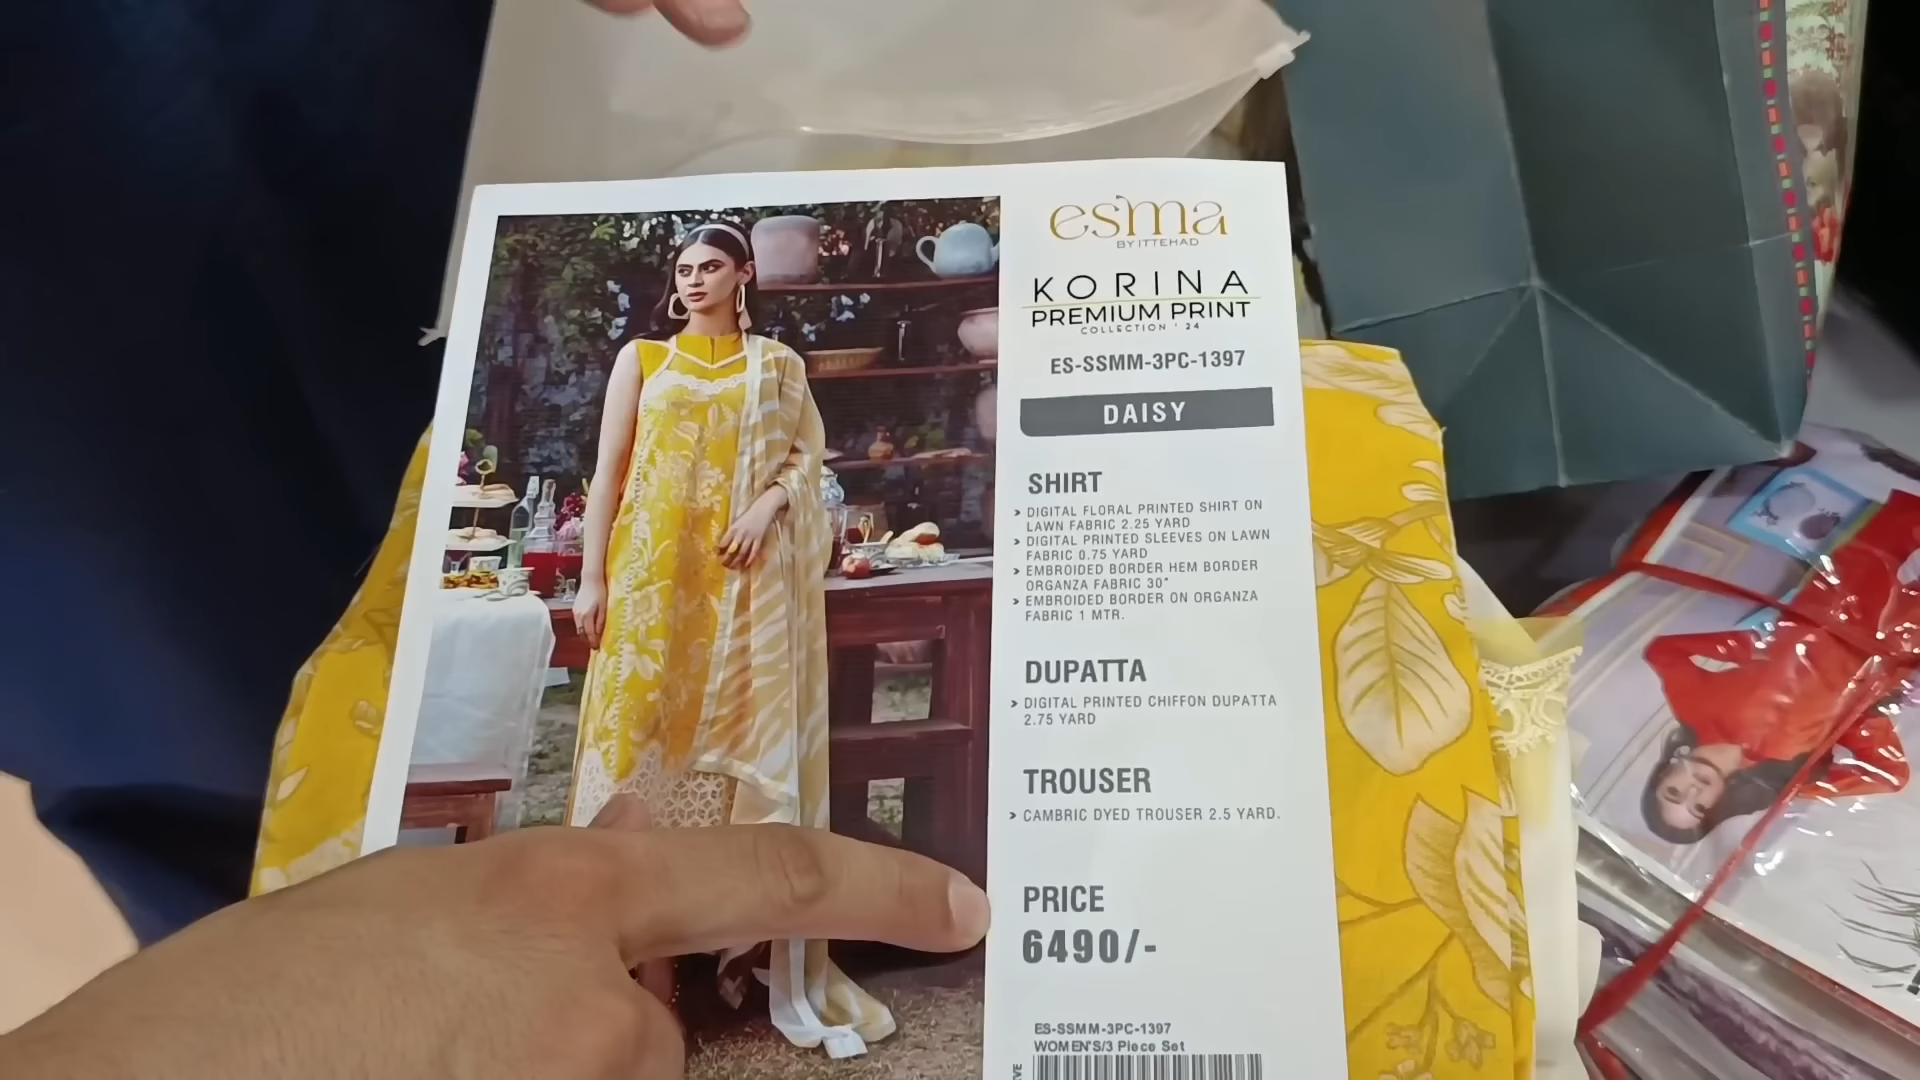 esma
BY ITTEHAD
KORINA
PREMIUM PRINT
COLLECTION ' 24
ES-SSMM-3PC-1397
DAISY
SHIRT
> DIGITAL FLORAL PRINTED SHIRT ON
LAWN FABRIC 2.25 YARD
> DIGITAL PRINTED SLEEVES ON LAWN
FABRIC 0.75 YARD
> EMBROIDED BORDER HEM BORDER
ORGANZA FABRIC 30"
> EMBROIDED BORDER ON ORGANZA
FABRIC 1 MTR.
DUPATTA
> DIGITAL PRINTED CHIFFON DUPATTA
2.75 YARD
TROUSER
> CAMBRIC DYED TROUSER 2.5 YARD.
PRICE
6490/-
ES-SSMM-3PC-1397
WOMEN'S/3 Piece Set